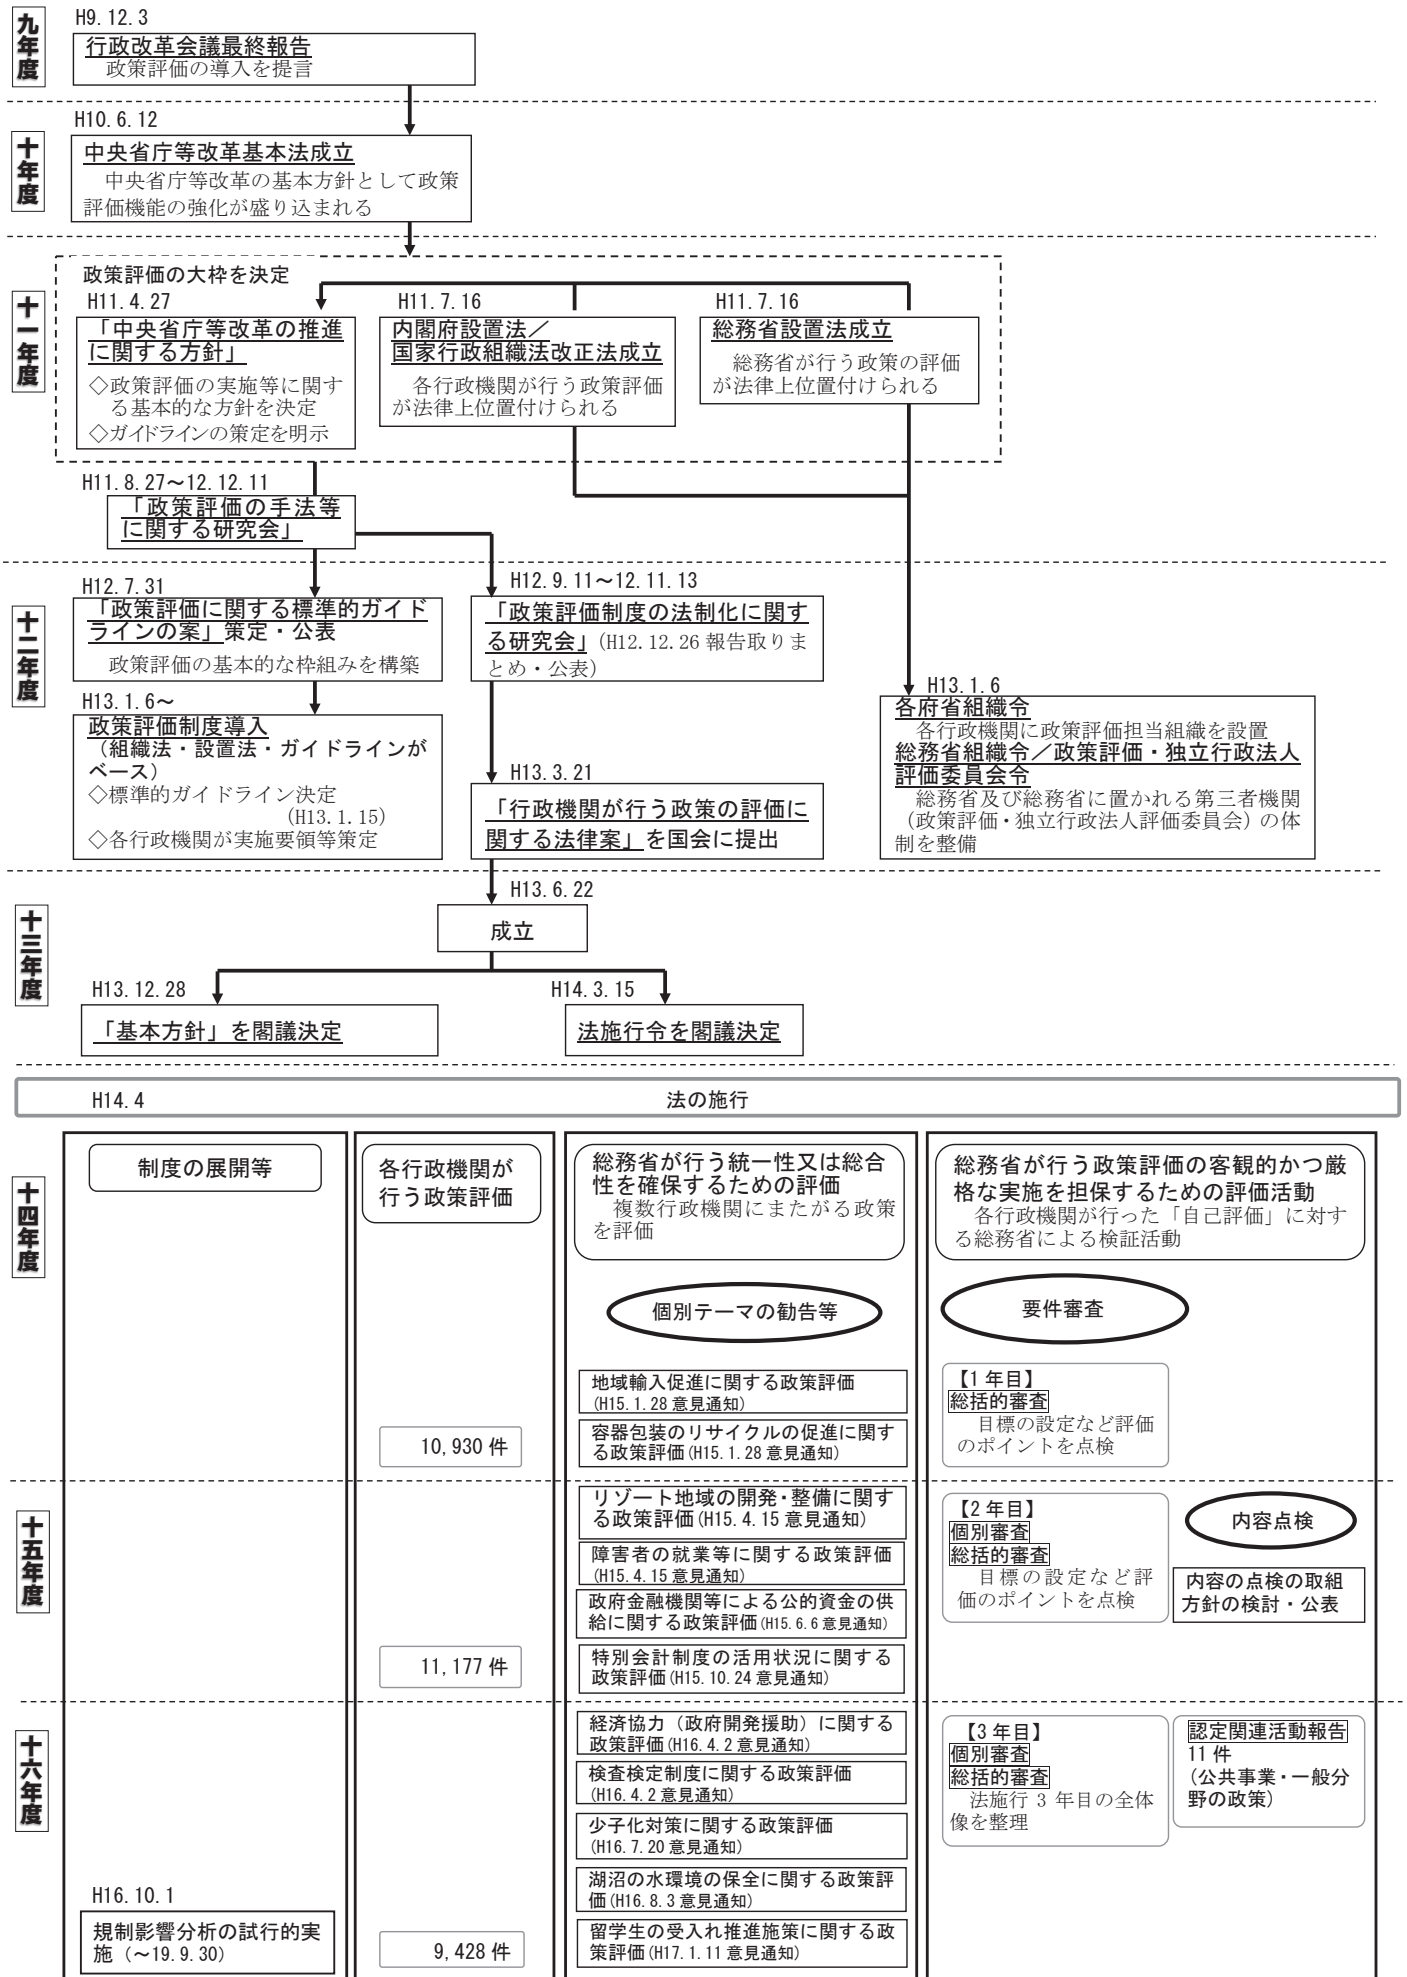 九年度
H9.12.3
行政改革会議最終報告
政策評価の導入を提言
十年度
H10.6.12
中央省庁等改革基本法成立
中央省庁等改革の基本方針として政策
評価機能の強化が盛り込まれる
十一年度
政策評価の大枠を決定
H11.4.27
「中央省庁等改革の推進
に関する方針」
◇政策評価の実施等に関す
る基本的な方針を決定
◇ガイドラインの策定を明示
H11.7.16
内閣府設置法／
国家行政組織法改正法成立
各行政機関が行う政策評価
が法律上位置付けられる
H11.7.16
総務省設置法成立
総務省が行う政策の評価
が法律上位置付けられる
H11.8.27～12.12.11
「政策評価の手法等
に関する研究会」
十二年度
H12.7.31
「政策評価に関する標準的ガイド
ラインの案」策定・公表
政策評価の基本的な枠組みを構築
H13.1.6～
政策評価制度導入
（組織法・設置法・ガイドラインが
ベース）
◇標準的ガイドライン決定
(H13.1.15)
◇各行政機関が実施要領等策定
H12.9.11～12.11.13
「政策評価制度の法制化に関す
る研究会」（H12.12.26 報告取りま
とめ・公表）
H13.3.21
「行政機関が行う政策の評価に
関する法律案」を国会に提出
H13.1.6
各府省組織令
各行政機関に政策評価担当組織を設置
総務省組織令／政策評価・独立行政法人
評価委員会令
総務省及び総務省に置かれる第三者機関
（政策評価・独立行政法人評価委員会）の体
制を整備
十三年度
H13.6.22
成立
H13.12.28
「基本方針」を閣議決定
H14.3.15
法施行令を閣議決定
H14.4
法の施行
十四年度
制度の展開等
各行政機関が
行う政策評価
総務省が行う統一性又は総合
性を確保するための評価
複数行政機関にまたがる政策
を評価
総務省が行う政策評価の客観的かつ厳
格な実施を担保するための評価活動
各行政機関が行った「自己評価」に対す
る総務省による検証活動
個別テーマの勧告等
要件審査
地域輸入促進に関する政策評価
(H15.1.28 意見通知)
容器包装のリサイクルの促進に関す
る政策評価(H15.1.28 意見通知)
10,930 件
【1 年目】
総括的審査
目標の設定など評価
のポイントを点検
十五年度
リゾート地域の開発・整備に関す
る政策評価(H15.4.15 意見通知)
障害者の就業等に関する政策評価
(H15.4.15 意見通知)
政府金融機関等による公的資金の供
給に関する政策評価(H15.6.6 意見通知)
特別会計制度の活用状況に関する
政策評価(H15.10.24 意見通知)
11,177 件
【2 年目】
個別審査
総括的審査
目標の設定など評
価のポイントを点検
内容点検
内容の点検の取組
方針の検討・公表
十六年度
経済協力（政府開発援助）に関する
政策評価(H16.4.2 意見通知)
検査検定制度に関する政策評価
(H16.4.2 意見通知)
少子化対策に関する政策評価
(H16.7.20 意見通知)
湖沼の水環境の保全に関する政策評
価(H16.8.3 意見通知)
留学生の受入れ推進施策に関する政
策評価(H17.1.11 意見通知)
【3 年目】
個別審査
総括的審査
法施行 3 年目の全体
像を整理
認定関連活動報告
11 件
（公共事業・一般分
野の政策）
H16.10.1
規制影響分析の試行的実
施（～19.9.30）
9,428 件